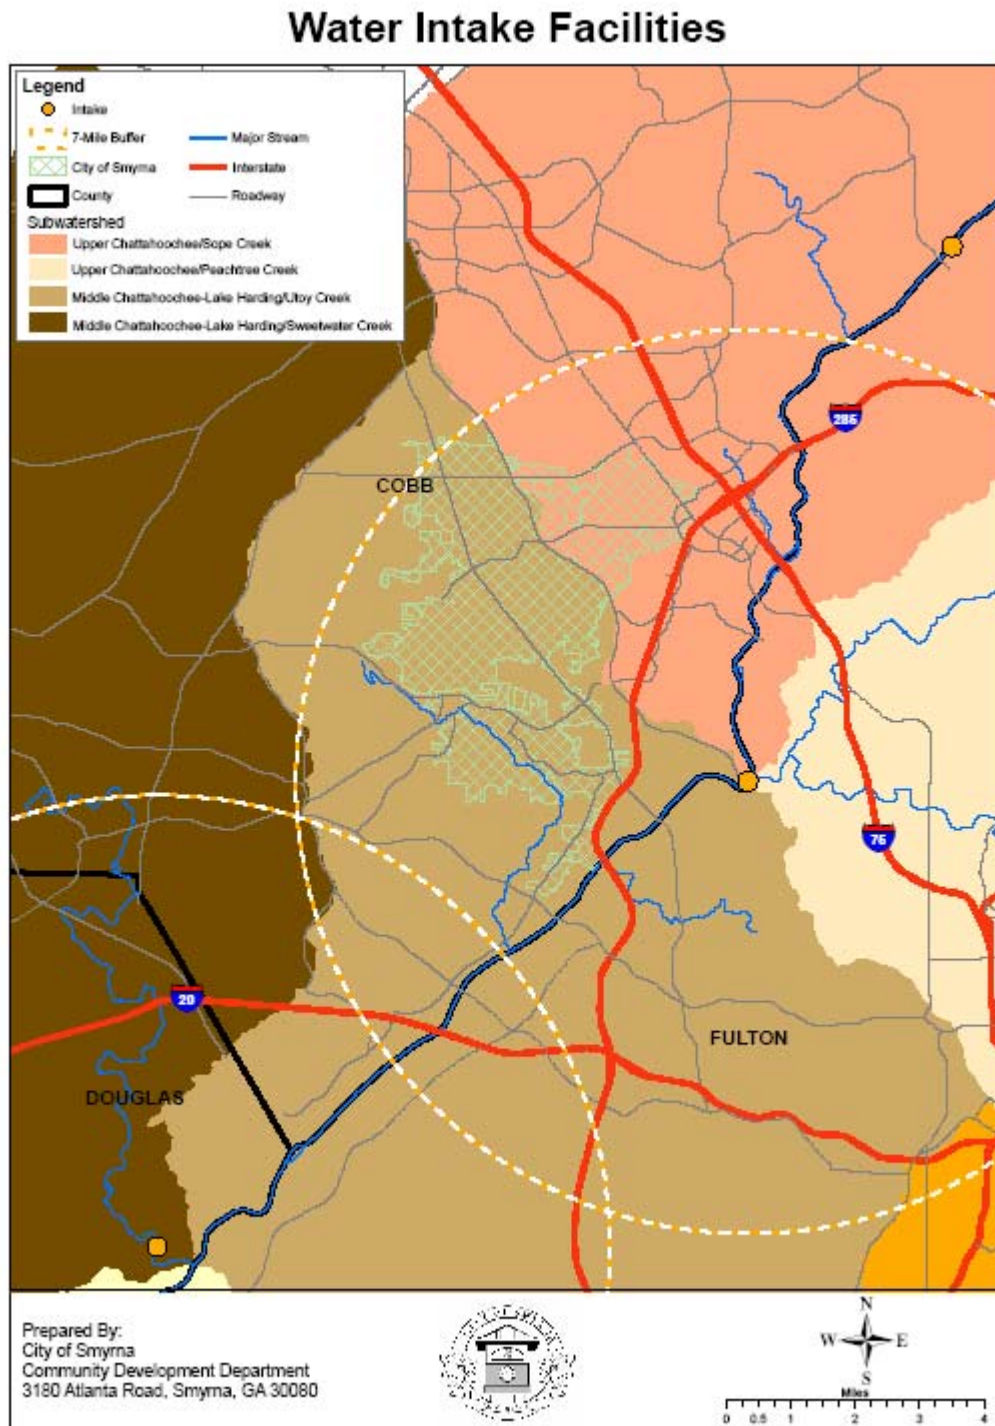 Water Intake Facilities
Legend
Intake
7-Mile Buffer
Major Stream
City of Smyrna
Interstate
County
Roadway
Subwatershed
Upper Chattahoochee/Sope Creek
Upper Chattahoochee/Peachtree Creek
Middle Chattahoochee-Lake Harding/Utoy Creek
Middle Chattahoochee-Lake Harding/Sweetwater Creek
285
COBB
75
20
FULTON
DOUGLAS
Prepared By:
City of Smyrna
Community Development Department
3180 Atlanta Road, Smyrna, GA 30080
N
W E
S
Miles
0 0.5 1 2 3 4